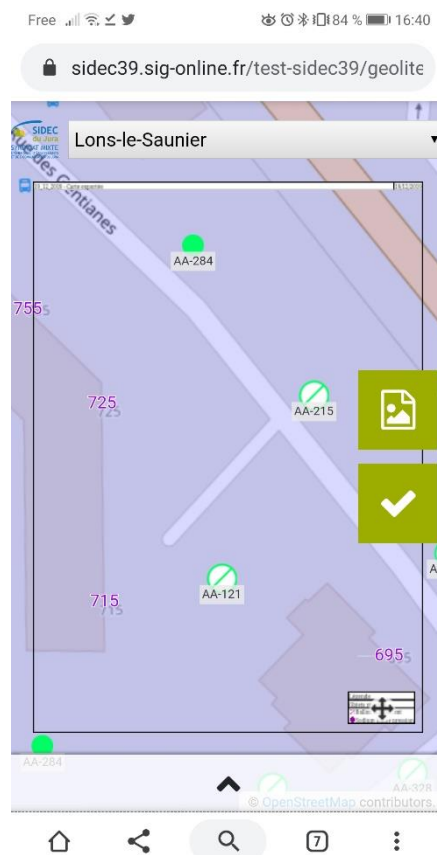 Free 84 % 16:40
sidec39.sig-online.fr/test-sidec39/geolite
SIDEC
du Jura
Lons-le-Saunier
Rue des Gentianes
AA-284
755
725
AA-215
AA-121
715
695
AA-284
AA-328
© OpenStreetMap contributors.
7